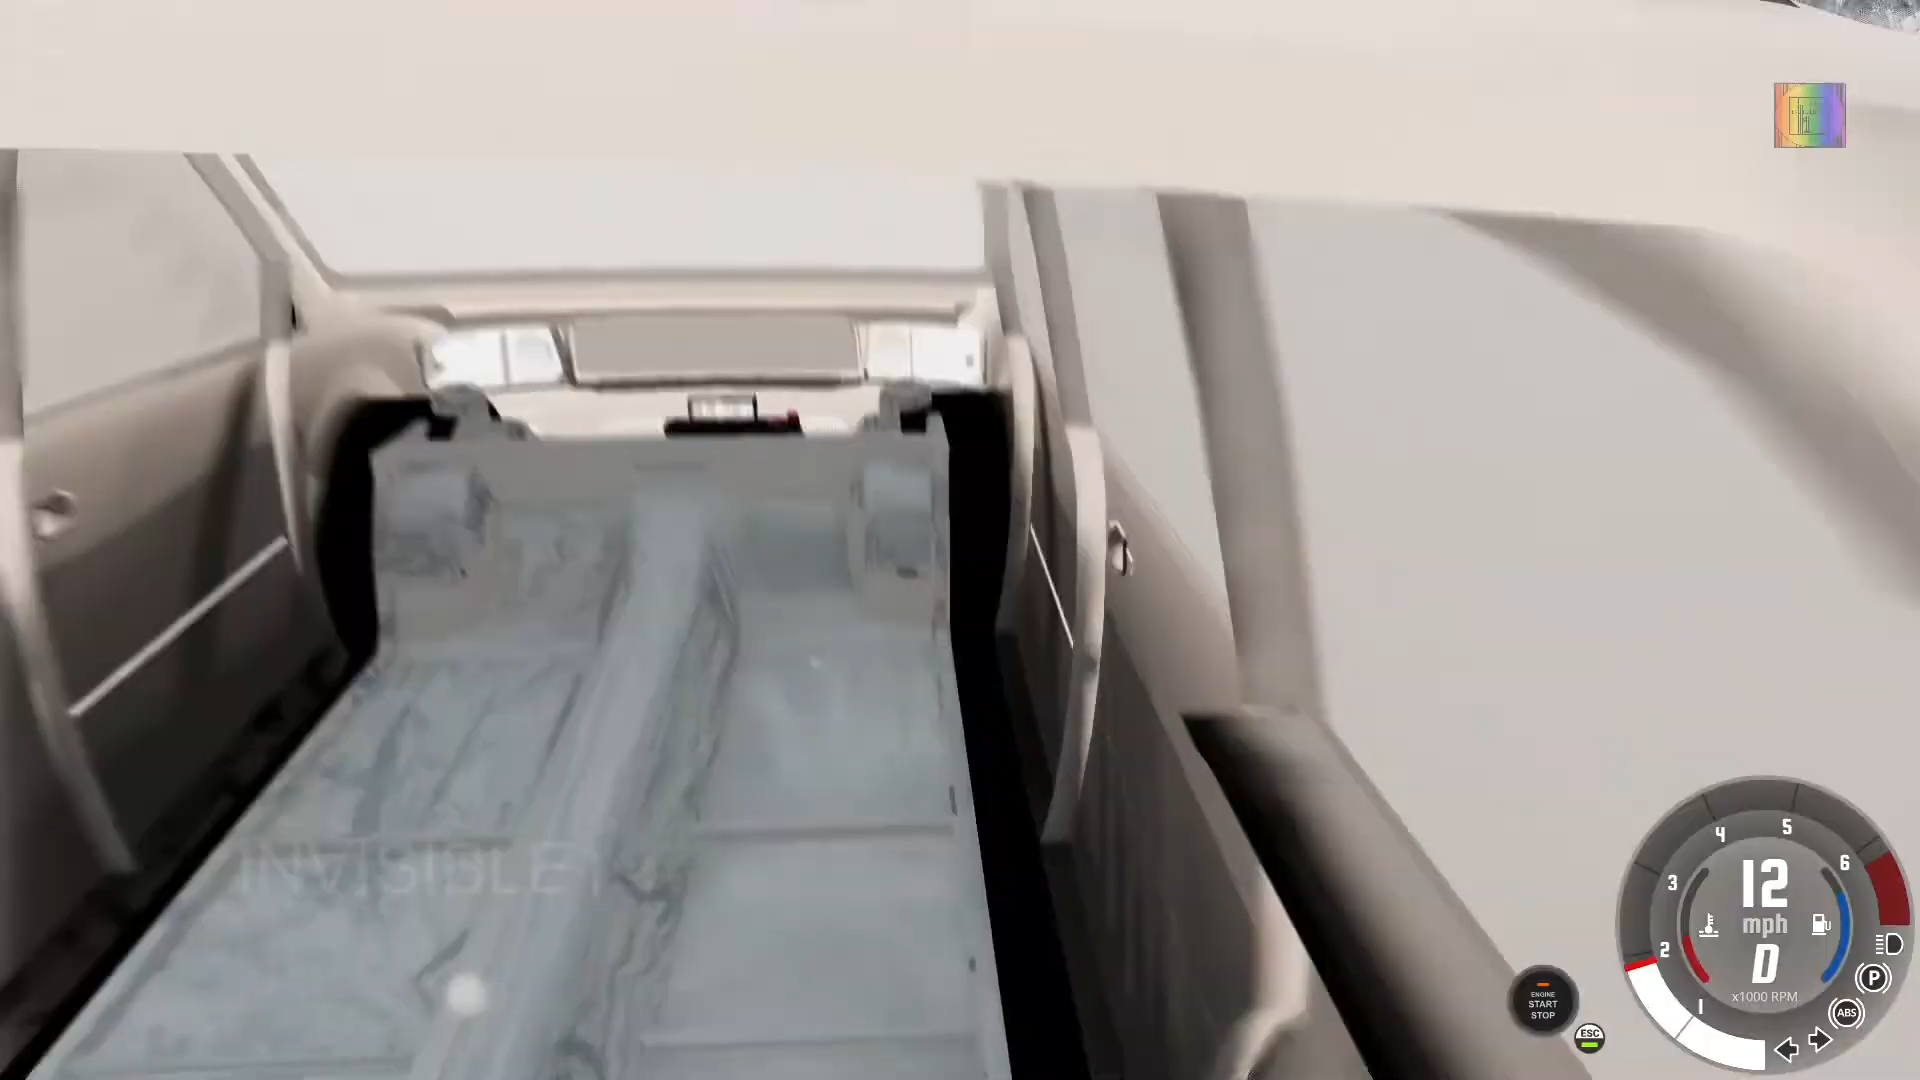 INVISIBLE
4
5
3
6
12
mph
2
D
1
x1000 RPM
P
ABS
ENGINE
START
STOP
ESC